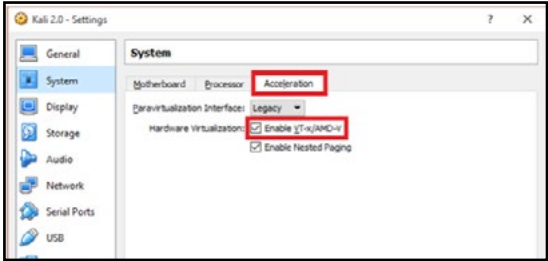 Kali 2.0 - Settings ? ×
General
System
Display
Storage
Audio
Network
Serial Ports
USB
System
Motherboard Processor Acceleration
Paravirtualization Interface: Legacy
Hardware Virtualization: Enable VT-x/AMD-V
Enable Nested Paging